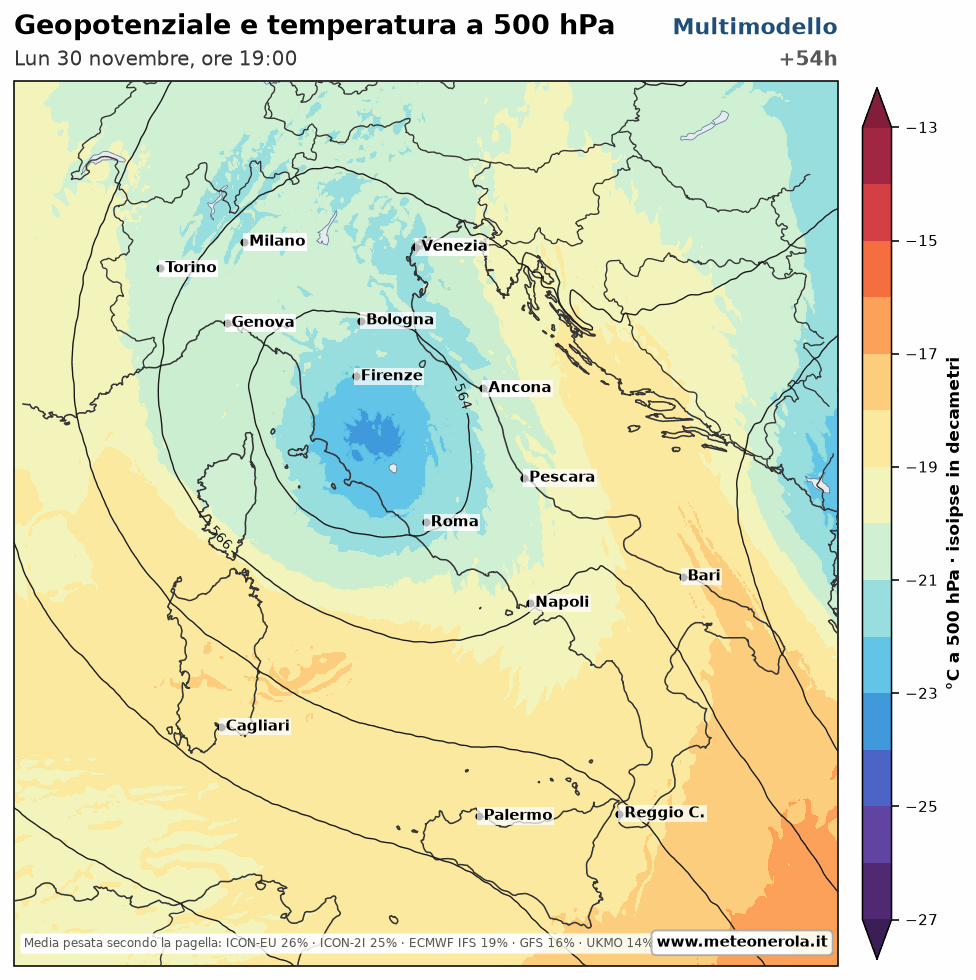 Geopotenziale e temperatura a 500 hPa
Multimodello
Lun 30 novembre, ore 19:00
+54h
−13
−15
−17
−19
−21
−23
−25
−27
°C a 500 hPa · isoipse in decametri
Milano
Venezia
Torino
Genova
Bologna
Firenze
Ancona
564
Pescara
Roma
566
Bari
Napoli
Cagliari
Palermo
Reggio C.
Media pesata secondo la pagella: ICON-EU 26% · ICON-2I 25% · ECMWF IFS 19% · GFS 16% · UKMO 14%
www.meteonerola.it